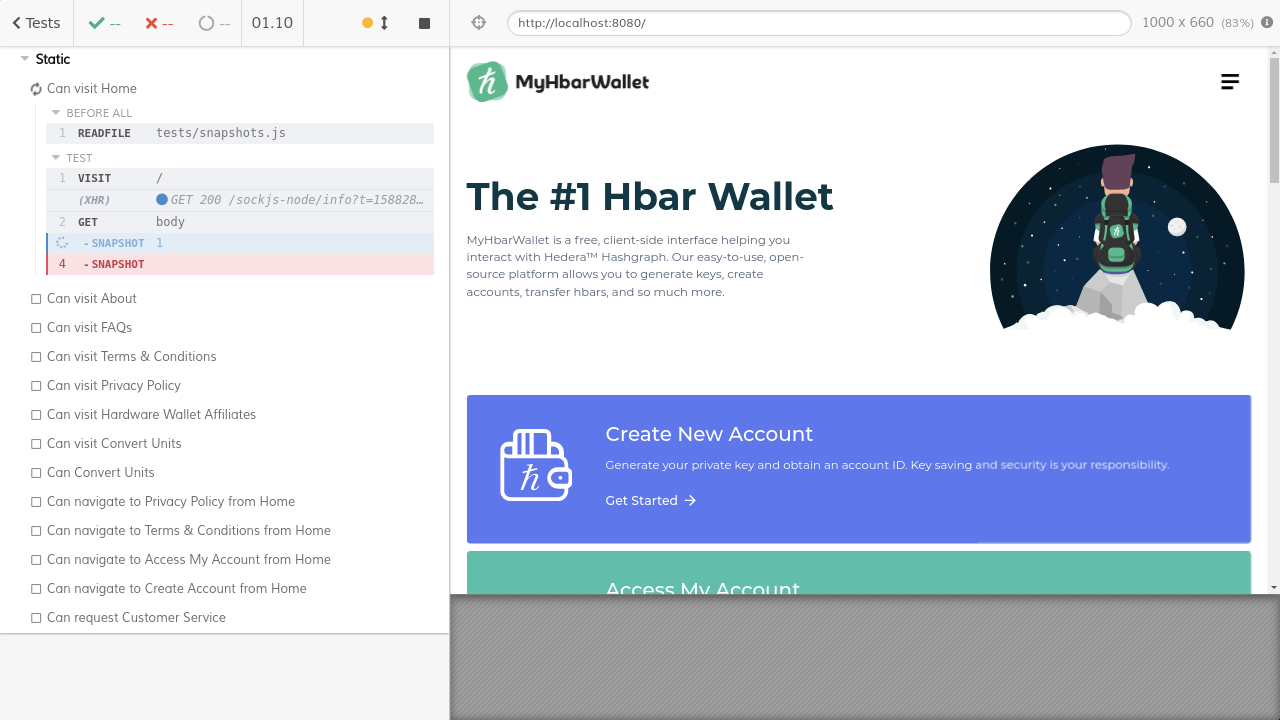 Tests
--
--
--
01.10
http://localhost:8080/
1000 x 660 (83%)
Static
Can visit Home
BEFORE ALL
1 READFILE tests/snapshots.js
TEST
1 VISIT /
(XHR) GET 200 /sockjs-node/info?t=158828…
2 GET body
-SNAPSHOT 1
4 -SNAPSHOT
Can visit About
Can visit FAQs
Can visit Terms & Conditions
Can visit Privacy Policy
Can visit Hardware Wallet Affiliates
Can visit Convert Units
Can Convert Units
Can navigate to Privacy Policy from Home
Can navigate to Terms & Conditions from Home
Can navigate to Access My Account from Home
Can navigate to Create Account from Home
Can request Customer Service
MyHbarWallet
The #1 Hbar Wallet
MyHbarWallet is a free, client-side interface helping you
interact with Hedera™ Hashgraph. Our easy-to-use, open-
source platform allows you to generate keys, create
accounts, transfer hbars, and so much more.
Create New Account
Generate your private key and obtain an account ID. Key saving and security is your responsibility.
Get Started
Access My Account